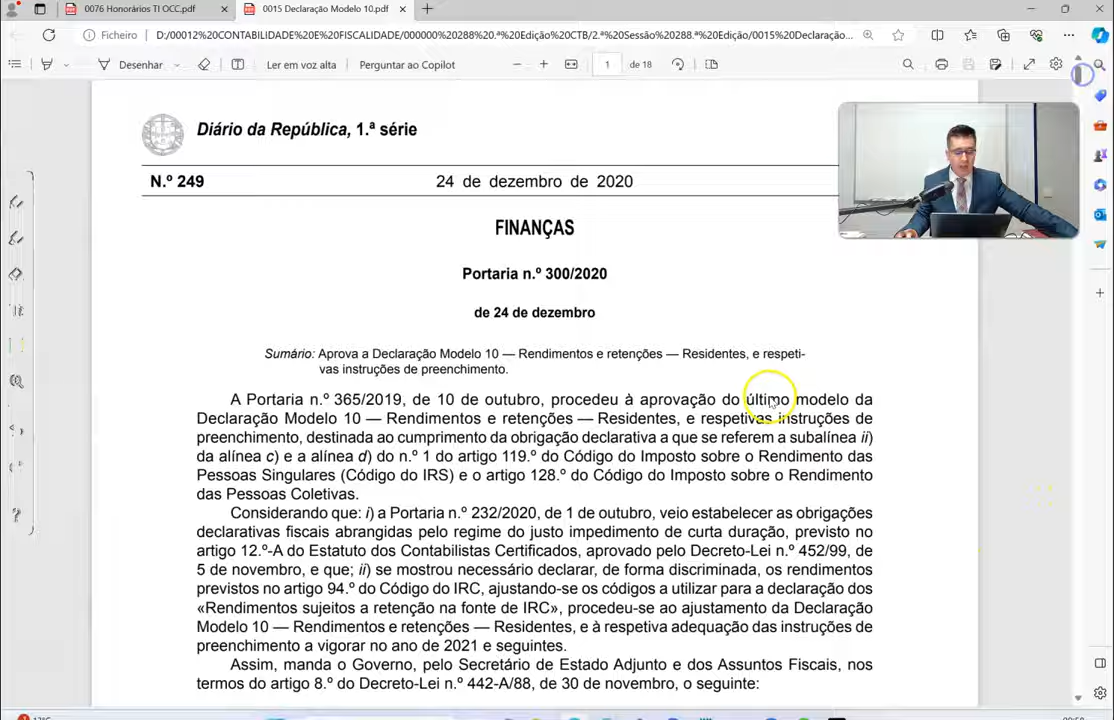 0076 Honorários TI OCC.pdf
0015 Declaração Modelo 10.pdf
Ficheiro
D:/00012%20CONTABILIDADE%20E%20FISCALIDADE/000000%20288%20.ª%20Edição%20CTB/2.ª%20Sessão%20288.ª%20Edição/0015%20Declaração...
Desenhar
Ler em voz alta
Perguntar ao Copilot
1
de 18
Diário da República, 1.ª série
N.º 249
24 de dezembro de 2020
FINANÇAS
Portaria n.º 300/2020
de 24 de dezembro
Sumário: Aprova a Declaração Modelo 10 — Rendimentos e retenções — Residentes, e respeti-
vas instruções de preenchimento.
A Portaria n.º 365/2019, de 10 de outubro, procedeu à aprovação do último modelo da
Declaração Modelo 10 — Rendimentos e retenções — Residentes, e respetivas instruções de
preenchimento, destinada ao cumprimento da obrigação declarativa a que se referem a subalínea ii)
da alínea c) e a alínea d) do n.º 1 do artigo 119.º do Código do Imposto sobre o Rendimento das
Pessoas Singulares (Código do IRS) e o artigo 128.º do Código do Imposto sobre o Rendimento
das Pessoas Coletivas.
Considerando que: i) a Portaria n.º 232/2020, de 1 de outubro, veio estabelecer as obrigações
declarativas fiscais abrangidas pelo regime do justo impedimento de curta duração, previsto no
artigo 12.º-A do Estatuto dos Contabilistas Certificados, aprovado pelo Decreto-Lei n.º 452/99, de
5 de novembro, e que; ii) se mostrou necessário declarar, de forma discriminada, os rendimentos
previstos no artigo 94.º do Código do IRC, ajustando-se os códigos a utilizar para a declaração dos
«Rendimentos sujeitos a retenção na fonte de IRC», procedeu-se ao ajustamento da Declaração
Modelo 10 — Rendimentos e retenções — Residentes, e à respetiva adequação das instruções de
preenchimento a vigorar no ano de 2021 e seguintes.
Assim, manda o Governo, pelo Secretário de Estado Adjunto e dos Assuntos Fiscais, nos
termos do artigo 8.º do Decreto-Lei n.º 442-A/88, de 30 de novembro, o seguinte: